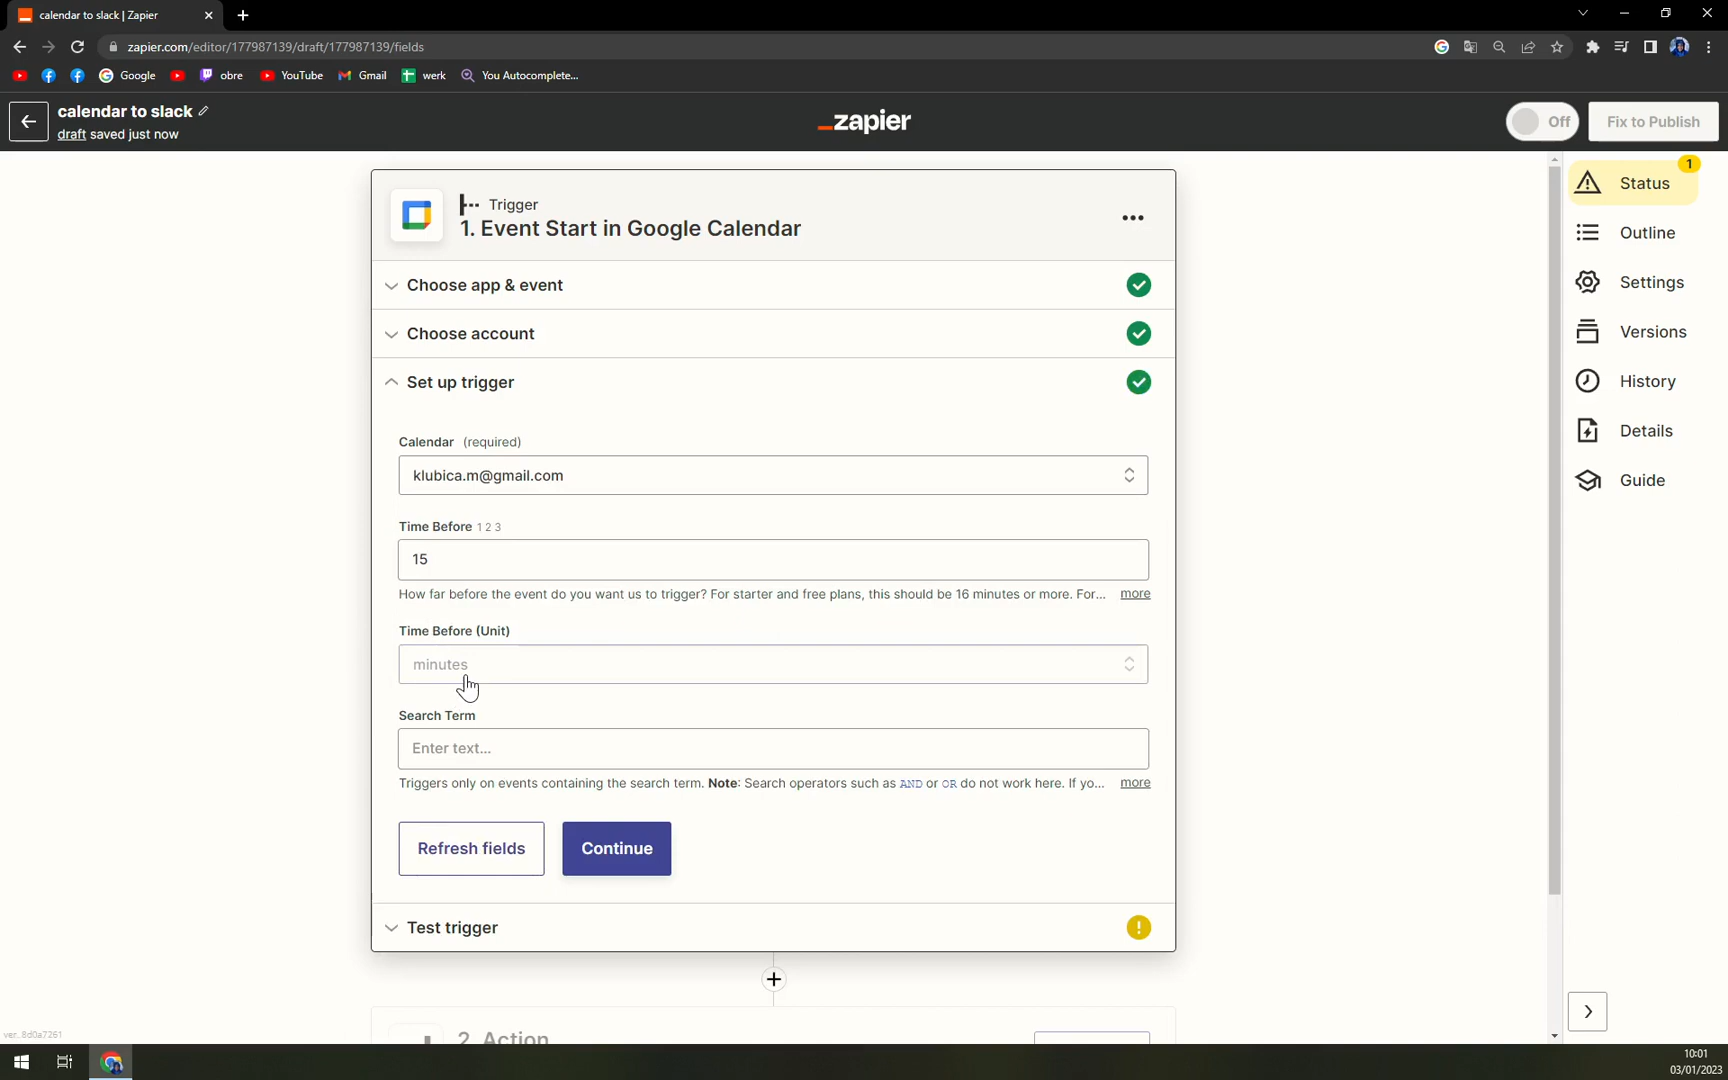 calendar to slack | Zapier
zapier.com/editor/177987139/draft/177987139/fields
Google
obre
YouTube
Gmail
werk
You Autocomplete...
calendar to slack
draft saved just now
_zapier
Off
Fix to Publish
Trigger
1. Event Start in Google Calendar
Choose app & event
Choose account
Set up trigger
Calendar (required)
klubica.m@gmail.com
Time Before 1 2 3
15
How far before the event do you want us to trigger? For starter and free plans, this should be 16 minutes or more. For... more
Time Before (Unit)
minutes
Search Term
Enter text...
Triggers only on events containing the search term. Note: Search operators such as AND or OR do not work here. If yo... more
Refresh fields
Continue
Test trigger
2. Action
1
Status
Outline
Settings
Versions
History
Details
Guide
ver. 8d0a7261
10:01
03/01/2023